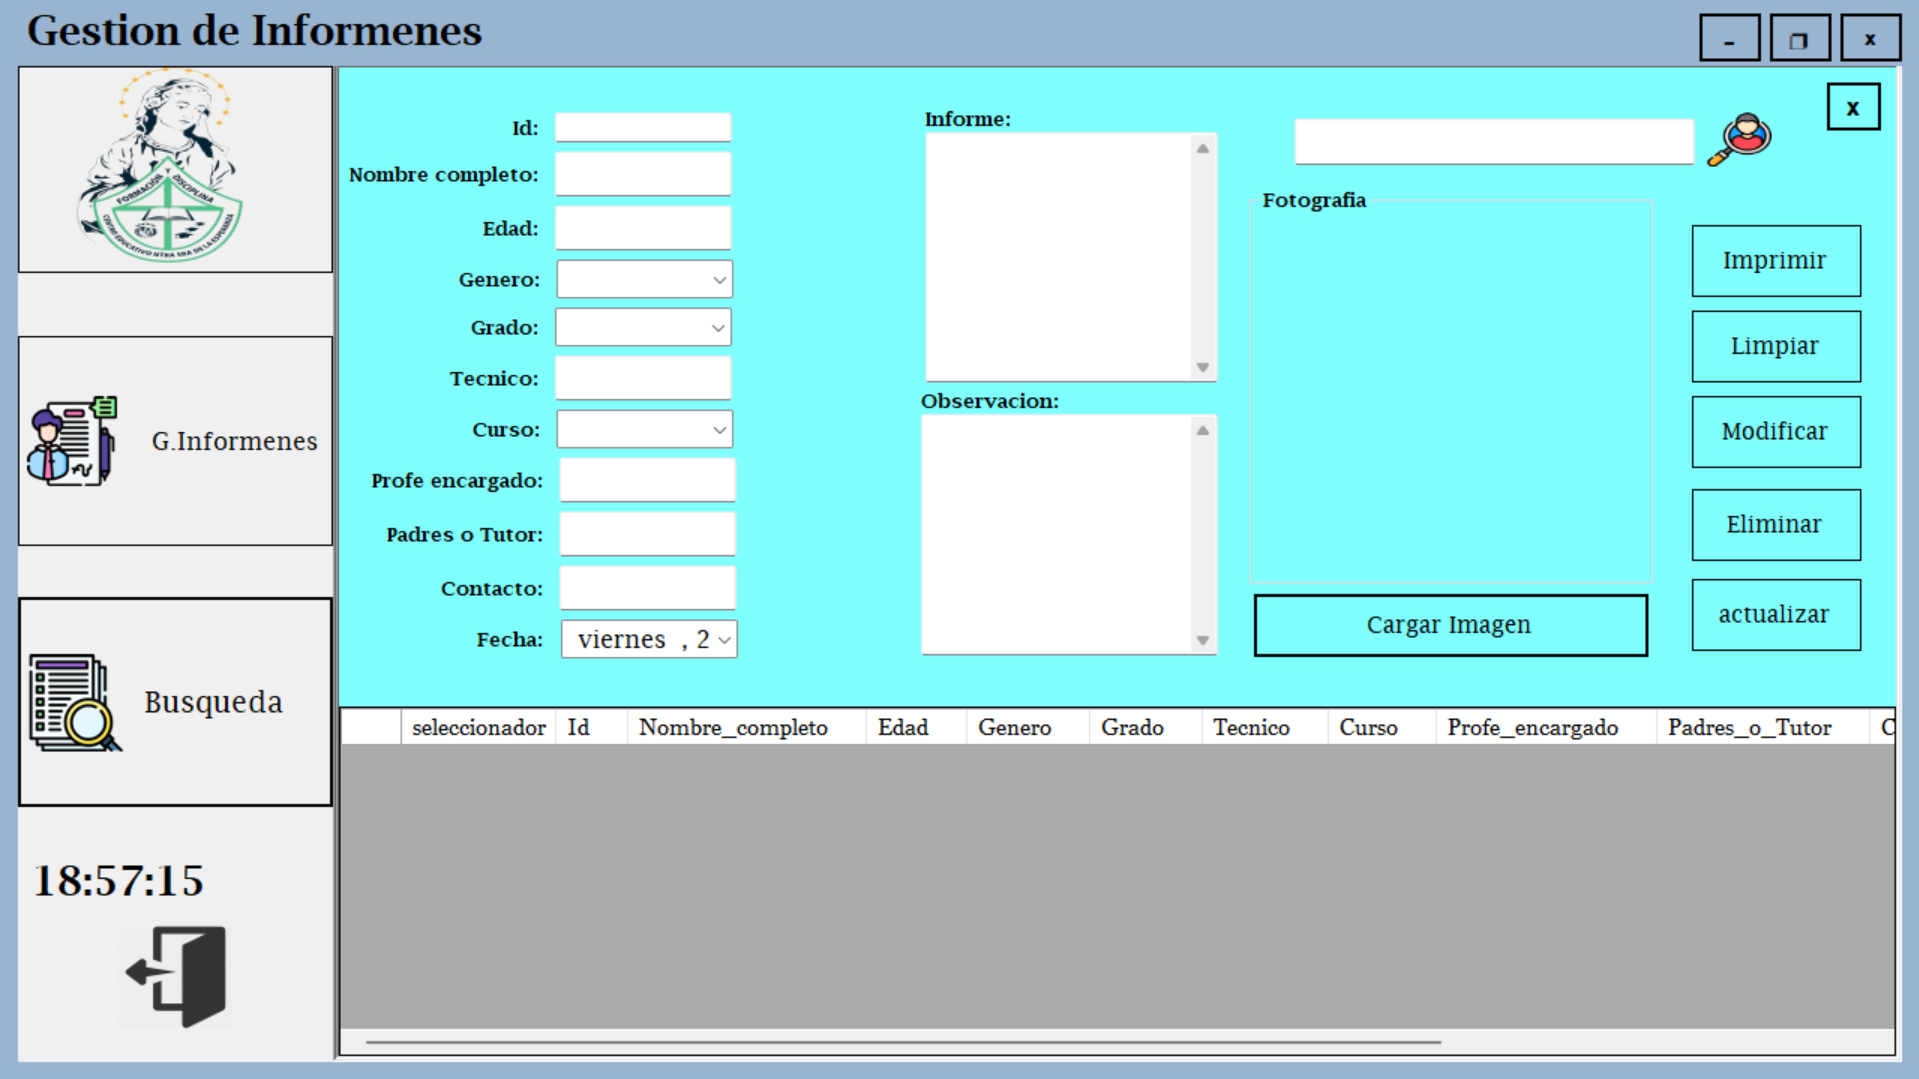 Gestion de Informenes
-
x
FORMACIÓN Y DISCIPLINA
CENTRO EDUCATIVO NTRA SRA DE LA ESPERANZA
G.Informenes
Busqueda
18:57:15
x
Id:
Nombre completo:
Edad:
Genero:
Grado:
Tecnico:
Curso:
Profe encargado:
Padres o Tutor:
Contacto:
Fecha: viernes , 2
Informe:
Observacion:
Fotografia
Cargar Imagen
Imprimir
Limpiar
Modificar
Eliminar
actualizar
seleccionador Id Nombre_completo Edad Genero Grado Tecnico Curso Profe_encargado Padres_o_Tutor C